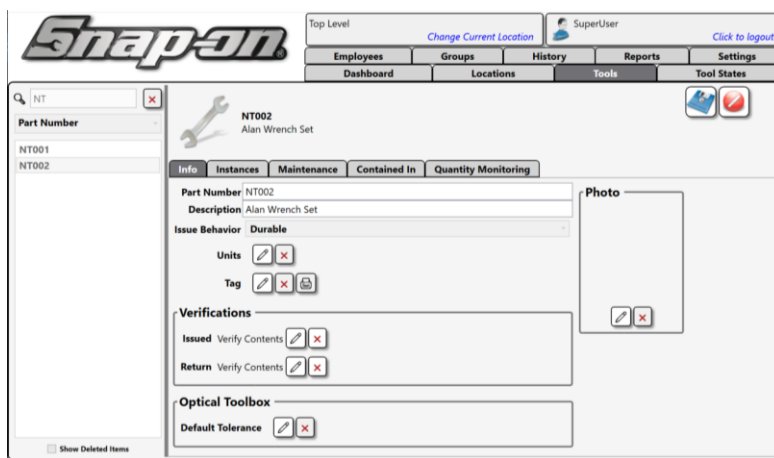 Snap-on
Top Level
Change Current Location
SuperUser
Click to logout
Employees Groups History Reports Settings
Dashboard Locations Tools Tool States
NT
Part Number
NT001
NT002
Show Deleted Items
NT002
Alan Wrench Set
Info Instances Maintenance Contained In Quantity Monitoring
Part Number NT002
Description Alan Wrench Set
Issue Behavior Durable
Units
Tag
Verifications
Issued Verify Contents
Return Verify Contents
Optical Toolbox
Default Tolerance
Photo